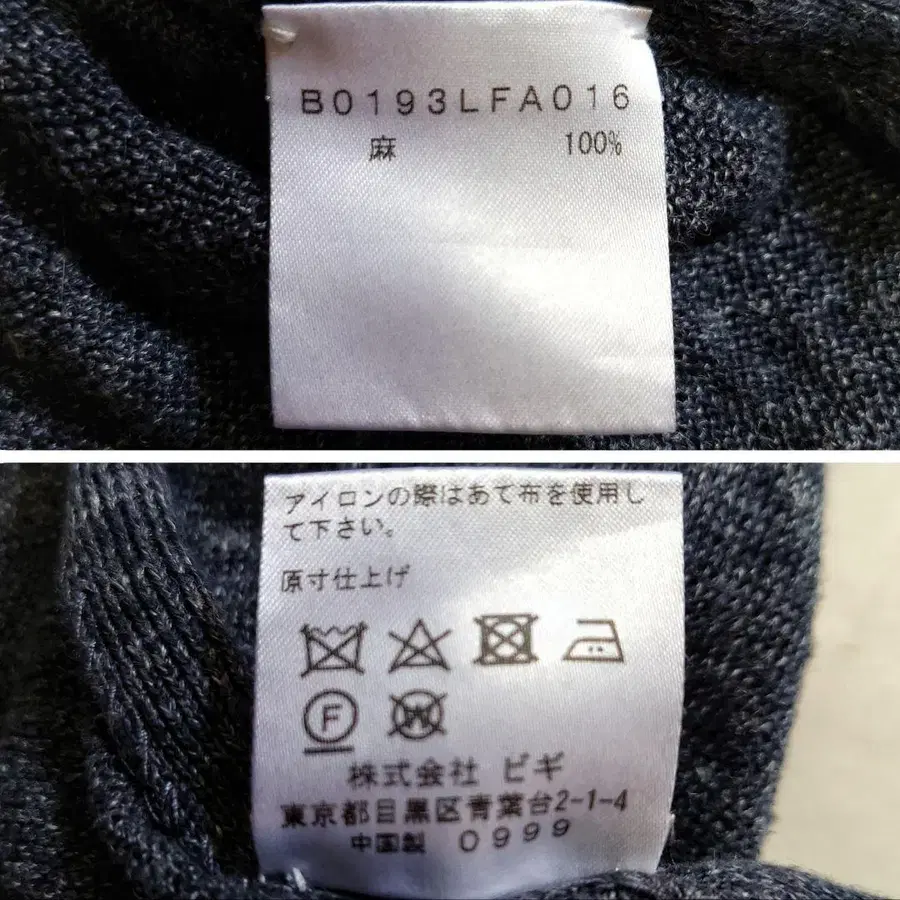 B0193LFA016
麻 100%
アイロンの際はあて布を使用し
て下さい。
原寸仕上げ
F W
株式会社 ビギ
東京都目黒区青葉台2-1-4
中国製 0999